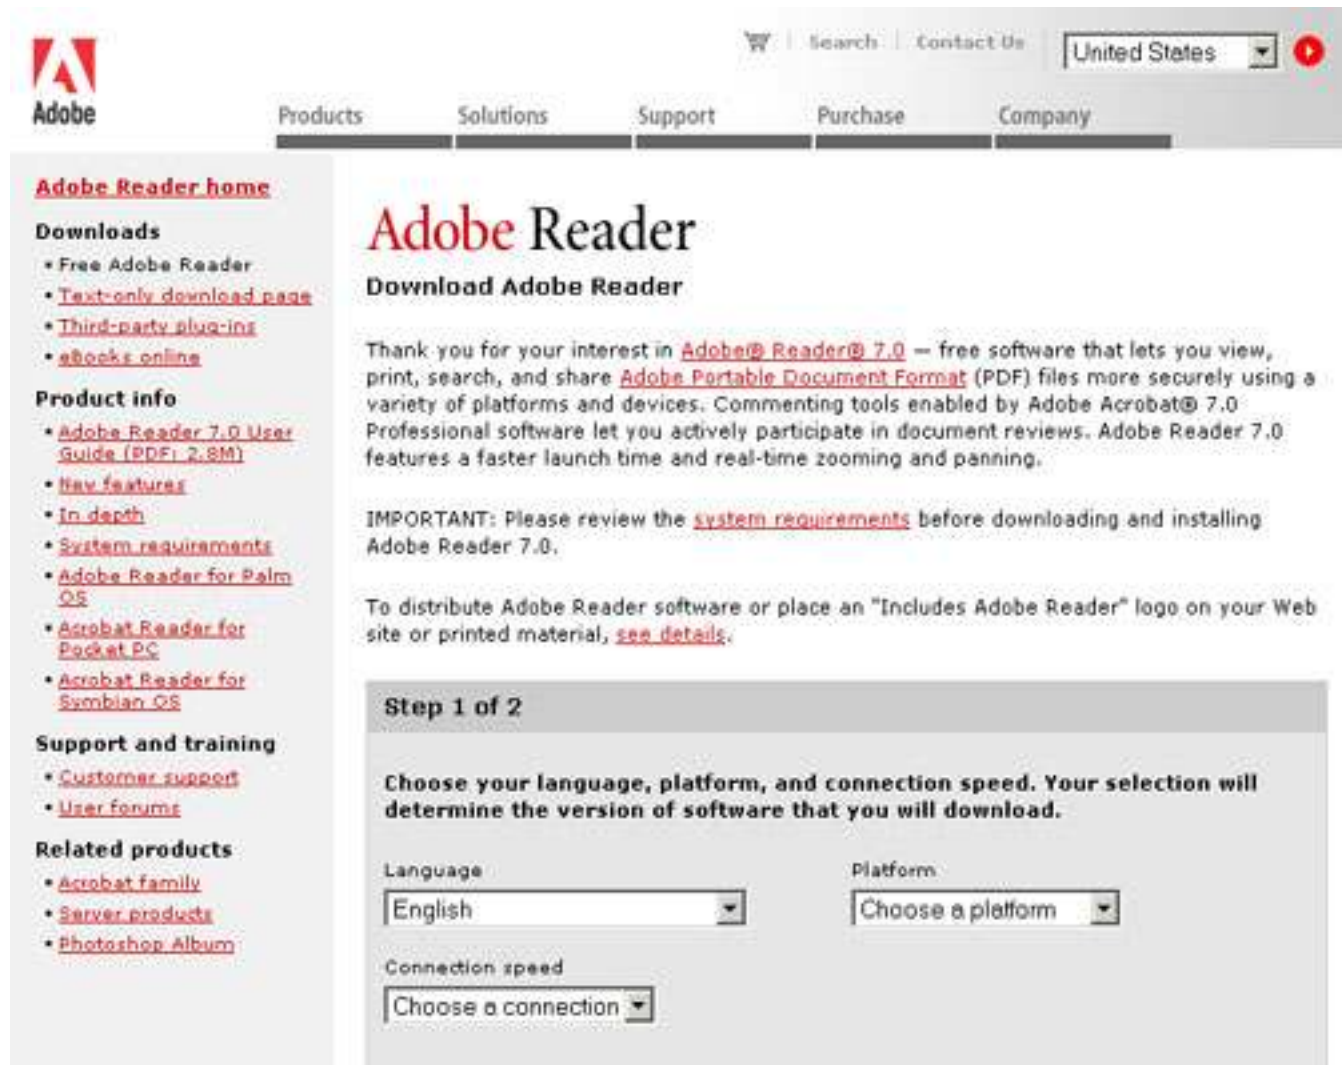 Search | Contact Us
United States
Adobe
Products Solutions Support Purchase Company
Adobe Reader home
Downloads
• Free Adobe Reader
• Text-only download page
• Third-party plug-ins
• eBooks online
Product info
• Adobe Reader 7.0 User
Guide (PDF: 2.8M)
• New features
• In depth
• System requirements
• Adobe Reader for Palm
OS
• Acrobat Reader for
Pocket PC
• Acrobat Reader for
Symbian OS
Support and training
• Customer support
• User forums
Related products
• Acrobat family
• Server products
• Photoshop Album
Adobe Reader
Download Adobe Reader
Thank you for your interest in Adobe® Reader® 7.0 — free software that lets you view,
print, search, and share Adobe Portable Document Format (PDF) files more securely using a
variety of platforms and devices. Commenting tools enabled by Adobe Acrobat® 7.0
Professional software let you actively participate in document reviews. Adobe Reader 7.0
features a faster launch time and real-time zooming and panning.
IMPORTANT: Please review the system requirements before downloading and installing
Adobe Reader 7.0.
To distribute Adobe Reader software or place an "Includes Adobe Reader" logo on your Web
site or printed material, see details.
Step 1 of 2
Choose your language, platform, and connection speed. Your selection will
determine the version of software that you will download.
Language Platform
English Choose a platform
Connection speed
Choose a connection